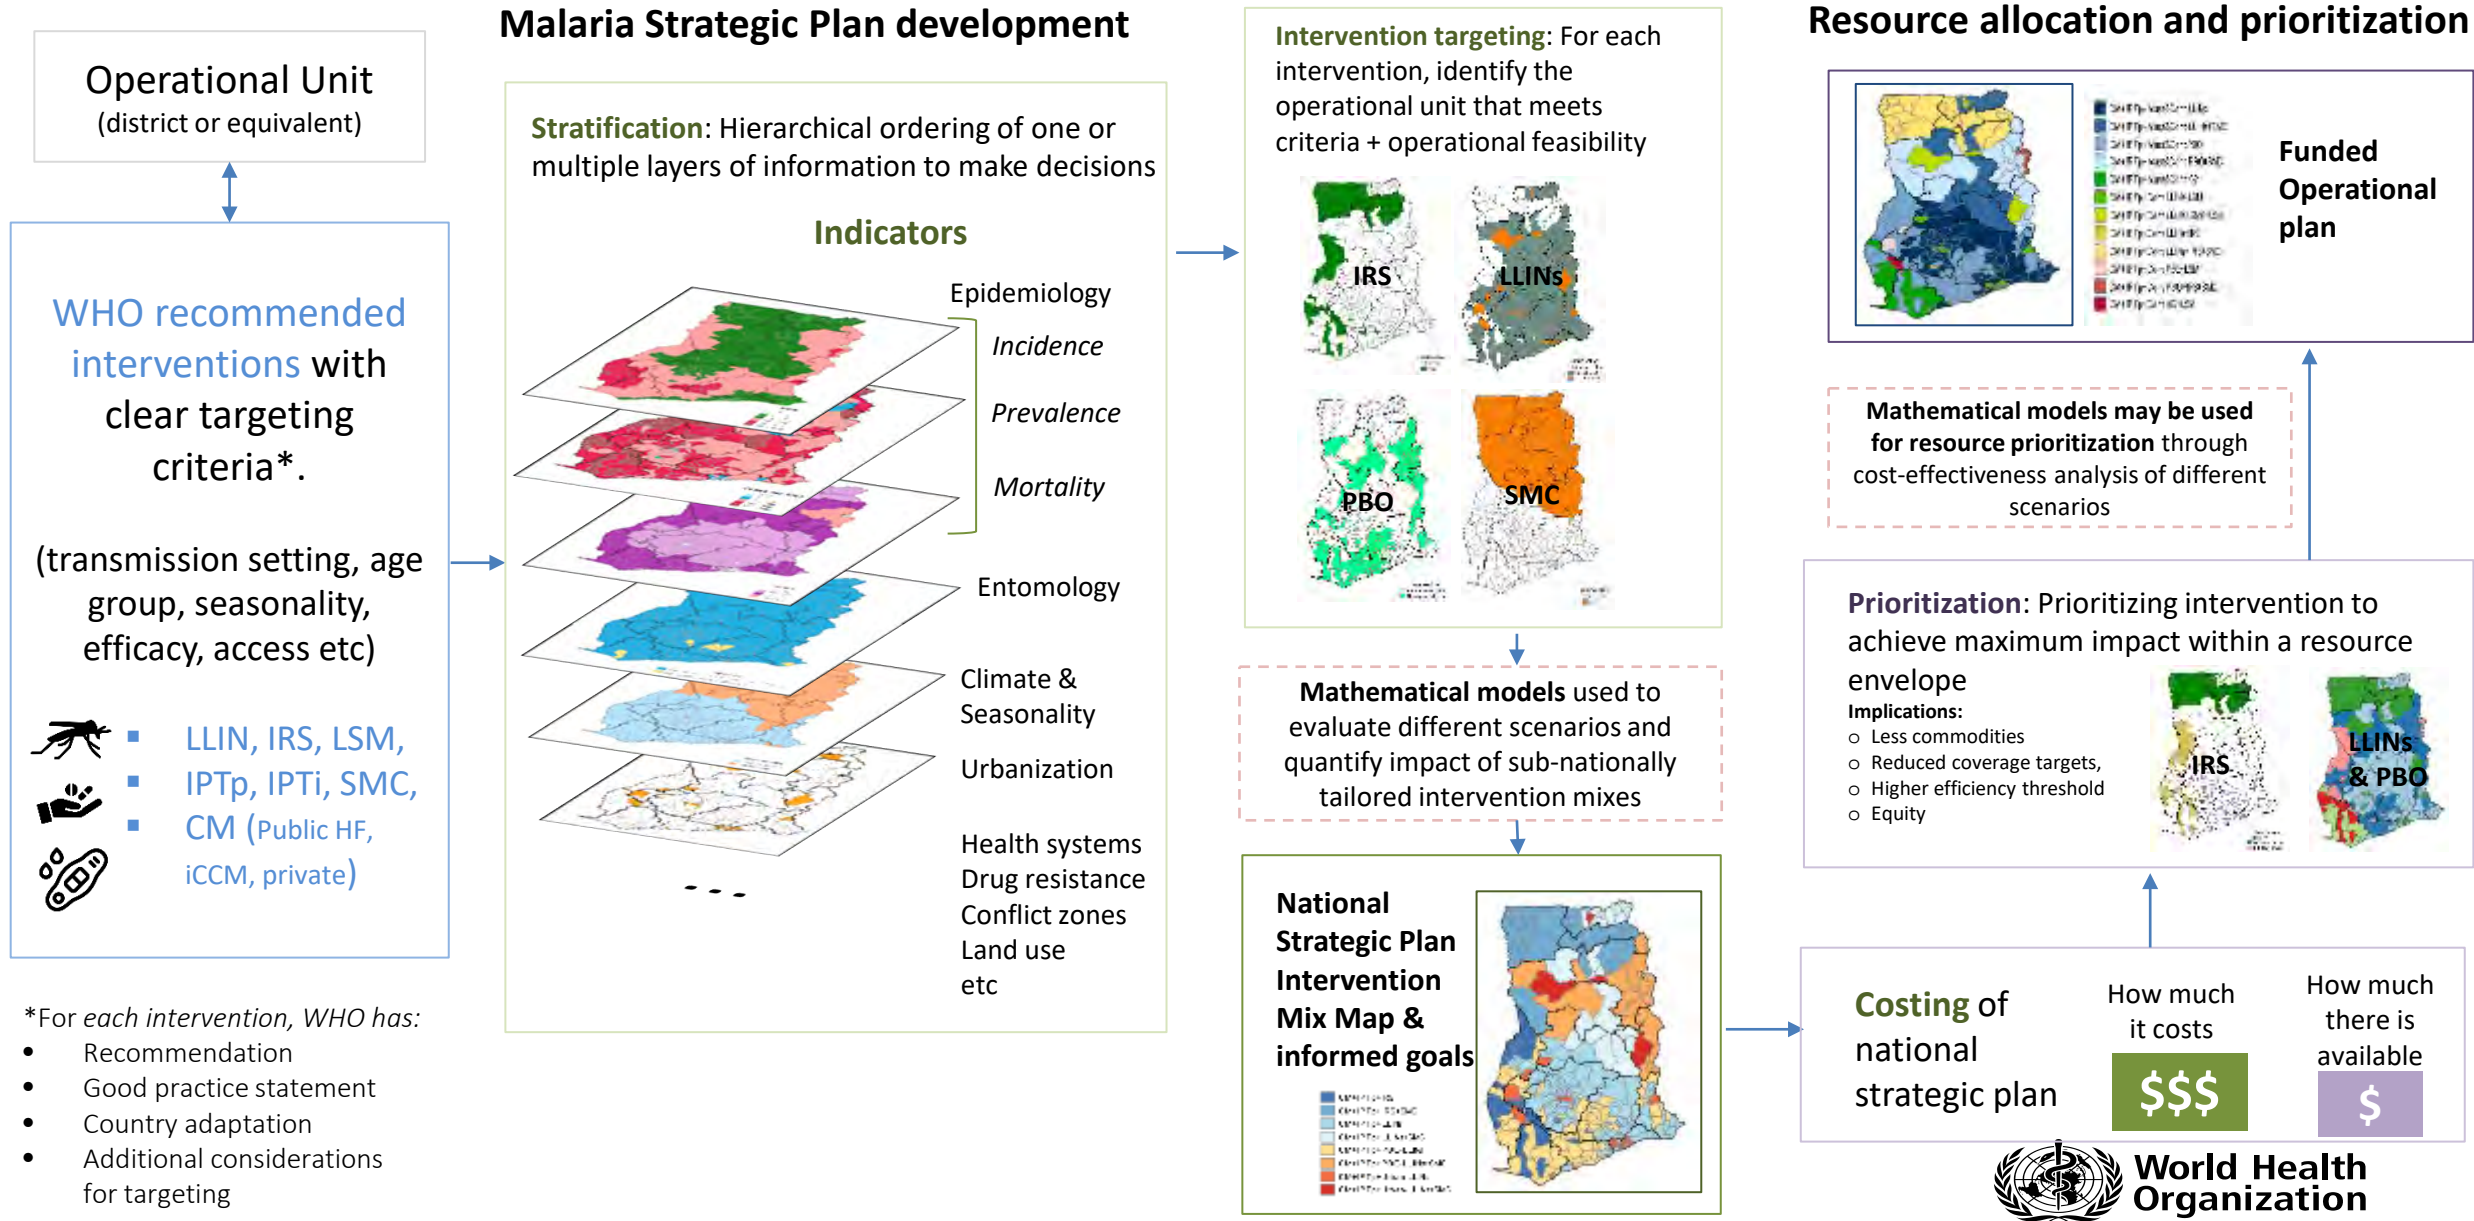 Malaria Strategic Plan development
Resource allocation and prioritization
Operational Unit
(district or equivalent)
WHO recommended
interventions with
clear targeting
criteria*.
(transmission setting, age
group, seasonality,
efficacy, access etc)
▪ LLIN, IRS, LSM,
▪ IPTp, IPTi, SMC,
▪ CM (Public HF,
iCCM, private)
*For each intervention, WHO has:
• Recommendation
• Good practice statement
• Country adaptation
• Additional considerations
for targeting
Stratification: Hierarchical ordering of one or
multiple layers of information to make decisions
Indicators
Epidemiology
Incidence
Prevalence
Mortality
Entomology
Climate &
Seasonality
Urbanization
Health systems
Drug resistance
Conflict zones
Land use
etc
- - -
Intervention targeting: For each
intervention, identify the
operational unit that meets
criteria + operational feasibility
IRS
LLINs
PBO
SMC
Mathematical models used to
evaluate different scenarios and
quantify impact of sub-nationally
tailored intervention mixes
National
Strategic Plan
Intervention
Mix Map &
informed goals
Costing of
national
strategic plan
How much
it costs
$$$
How much
there is
available
$
Prioritization: Prioritizing intervention to
achieve maximum impact within a resource
envelope
Implications:
o Less commodities
o Reduced coverage targets,
o Higher efficiency threshold
o Equity
IRS
LLINs
& PBO
Mathematical models may be used
for resource prioritization through
cost-effectiveness analysis of different
scenarios
Funded
Operational
plan
World Health
Organization